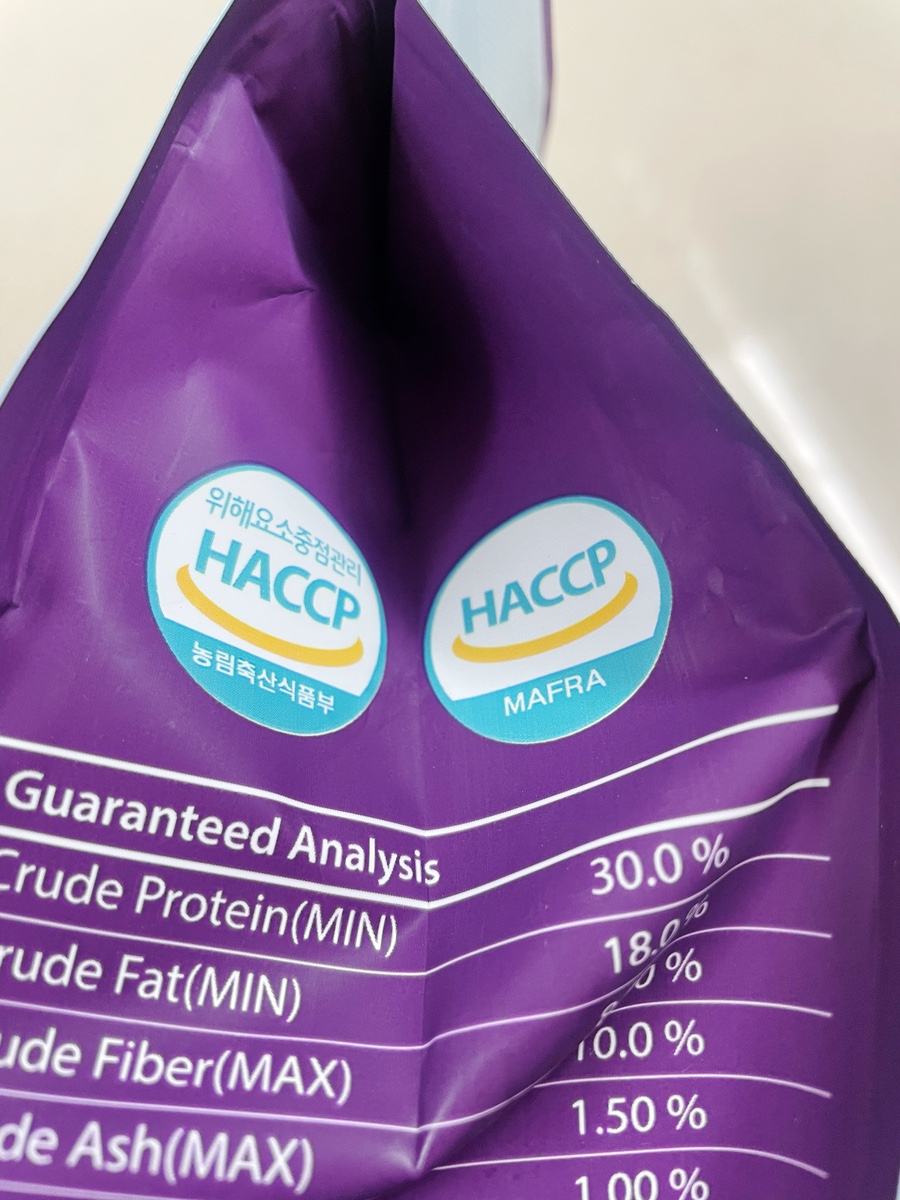 위해요소중점관리
HACCP
농림축산식품부
HACCP
MAFRA
Guaranteed Analysis
Crude Protein(MIN) 30.0 %
rude Fat(MIN) 18.0 %
ude Fiber(MAX) %
de Ash(MAX) 10.0 %
1.50 %
1.00 %